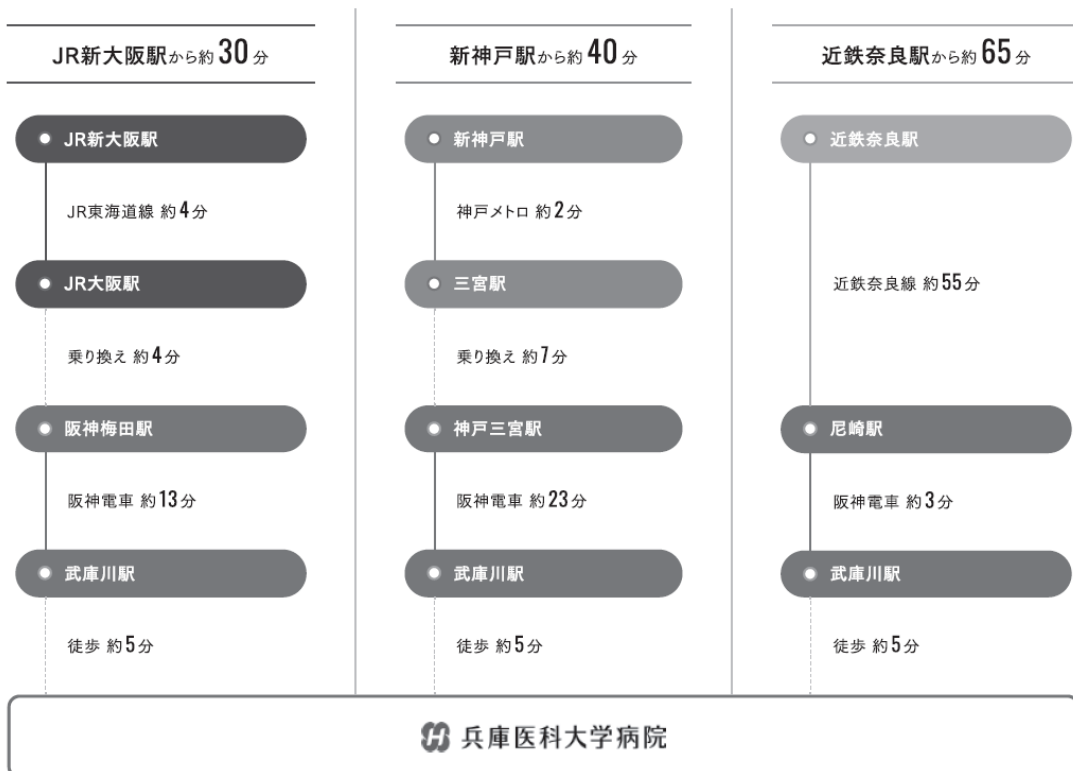 JR新大阪駅から約30分
JR新大阪駅
JR東海道線 約4分
JR大阪駅
乗り換え 約4分
阪神梅田駅
阪神電車 約13分
武庫川駅
徒歩 約5分
新神戸駅から約40分
新神戸駅
神戸メトロ 約2分
三宮駅
乗り換え 約7分
神戸三宮駅
阪神電車 約23分
武庫川駅
徒歩 約5分
近鉄奈良駅から約65分
近鉄奈良駅
近鉄奈良線 約55分
尼崎駅
阪神電車 約3分
武庫川駅
徒歩 約5分
兵庫医科大学病院